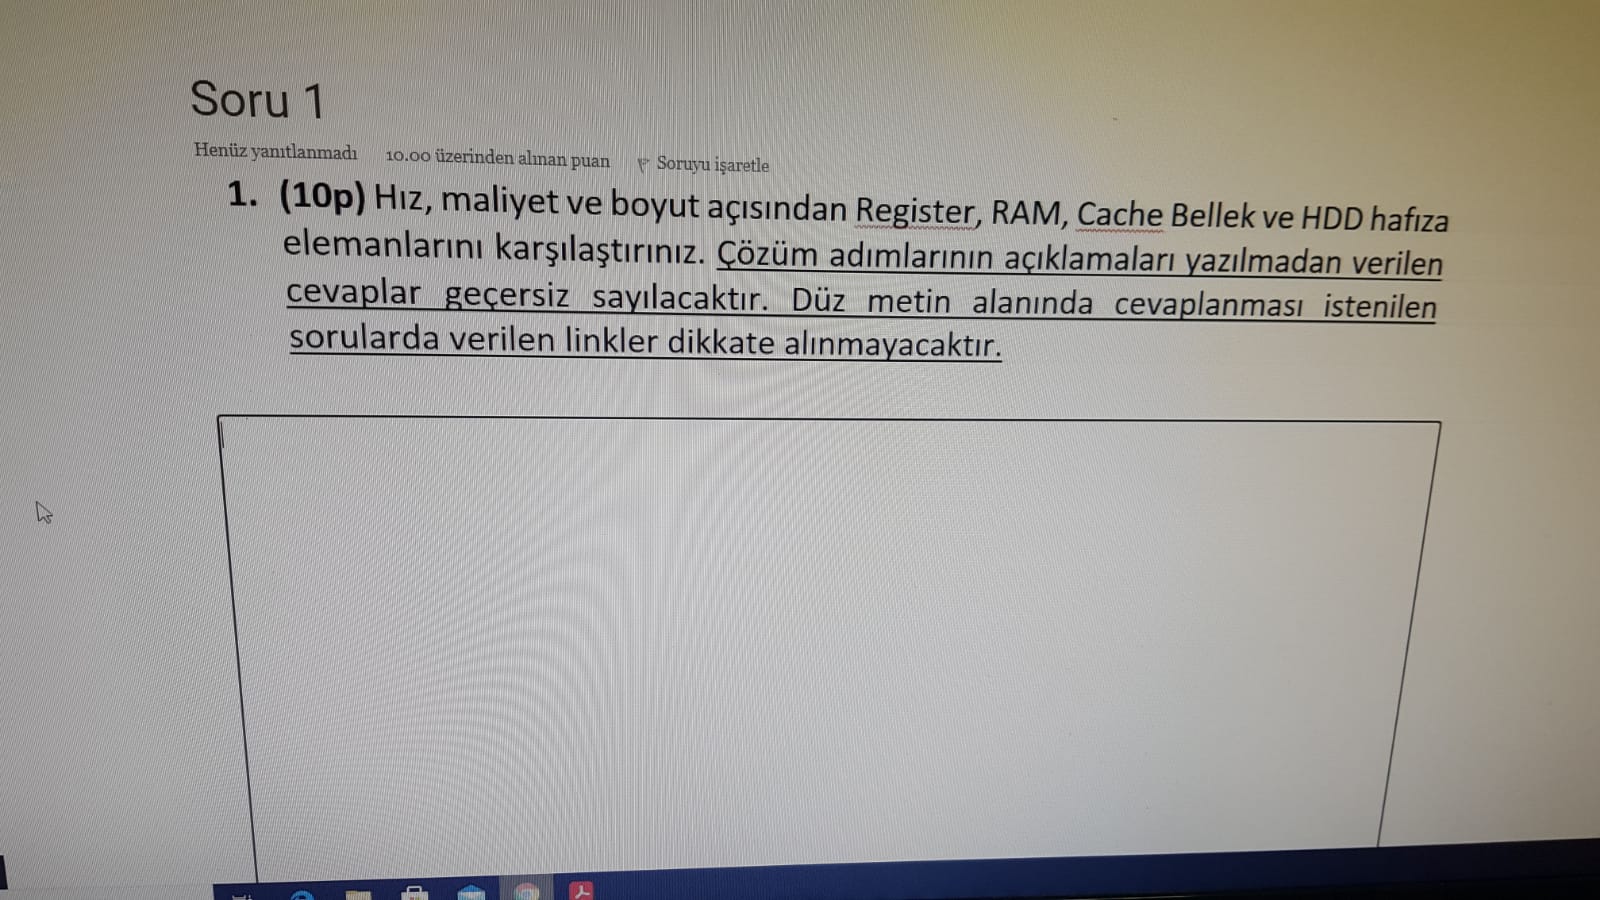 Soru 1
Henüz yanıtlanmadı 10.00 üzerinden alınan puan Soruyu işaretle
1. (10p) Hız, maliyet ve boyut açısından Register, RAM, Cache Bellek ve HDD hafıza
elemanlarını karşılaştırınız. Çözüm adımlarının açıklamaları yazılmadan verilen
cevaplar geçersiz sayılacaktır. Düz metin alanında cevaplanması istenilen
sorularda verilen linkler dikkate alınmayacaktır.